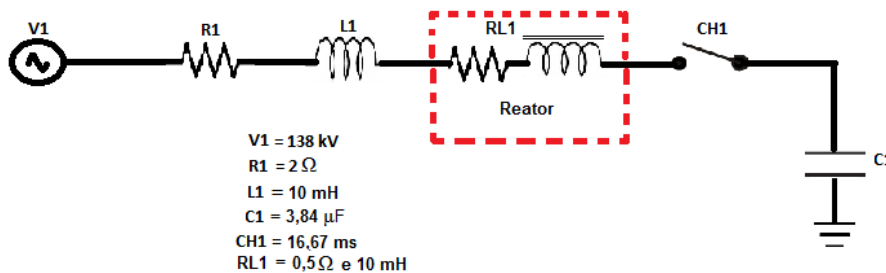 V1
R1
L1
RL1
CH1
Reator
C1
V1 = 138 kV
R1 = 2 Ω
L1 = 10 mH
C1 = 3,84 μF
CH1 = 16,67 ms
RL1 = 0,5 Ω e 10 mH